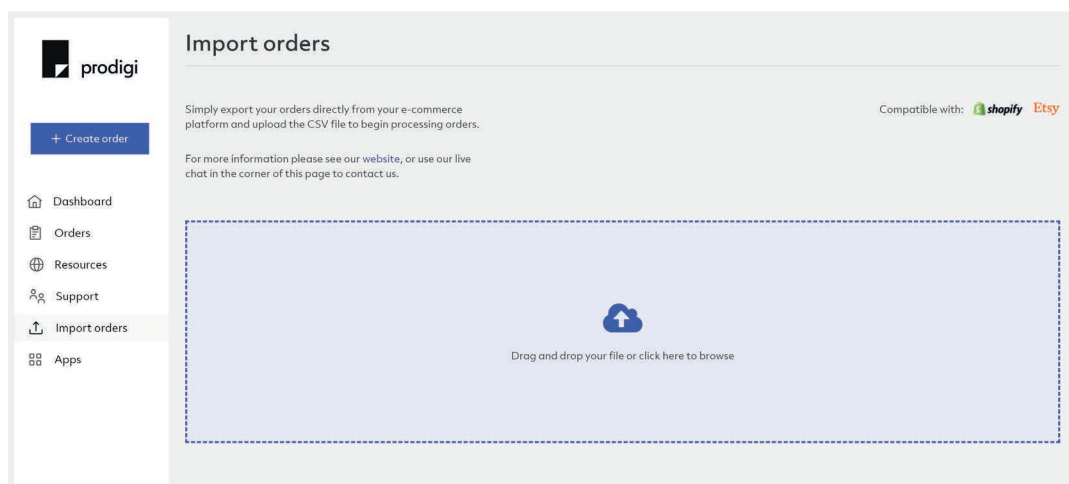 prodigi
+ Create order
Dashboard
Orders
Resources
Support
Import orders
Apps
Import orders
Simply export your orders directly from your e-commerce
platform and upload the CSV file to begin processing orders.
For more information please see our website, or use our live
chat in the corner of this page to contact us.
Compatible with: shopify Etsy
Drag and drop your file or click here to browse